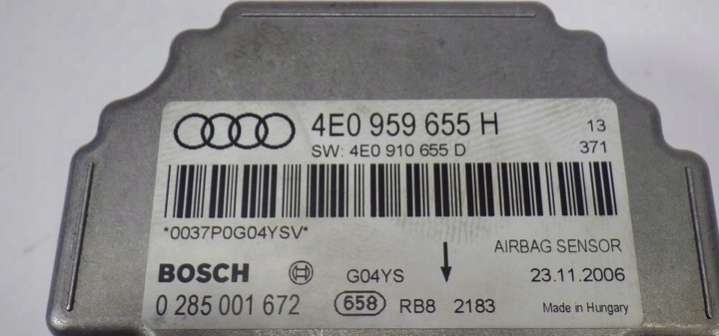 4E0 959 655 H 13
SW: 4E0 910 655 D 371
*0037P0G04YSV*
AIRBAG SENSOR
BOSCH G04YS 23.11.2006
0 285 001 672 658 RB8 2183 Made in Hungary